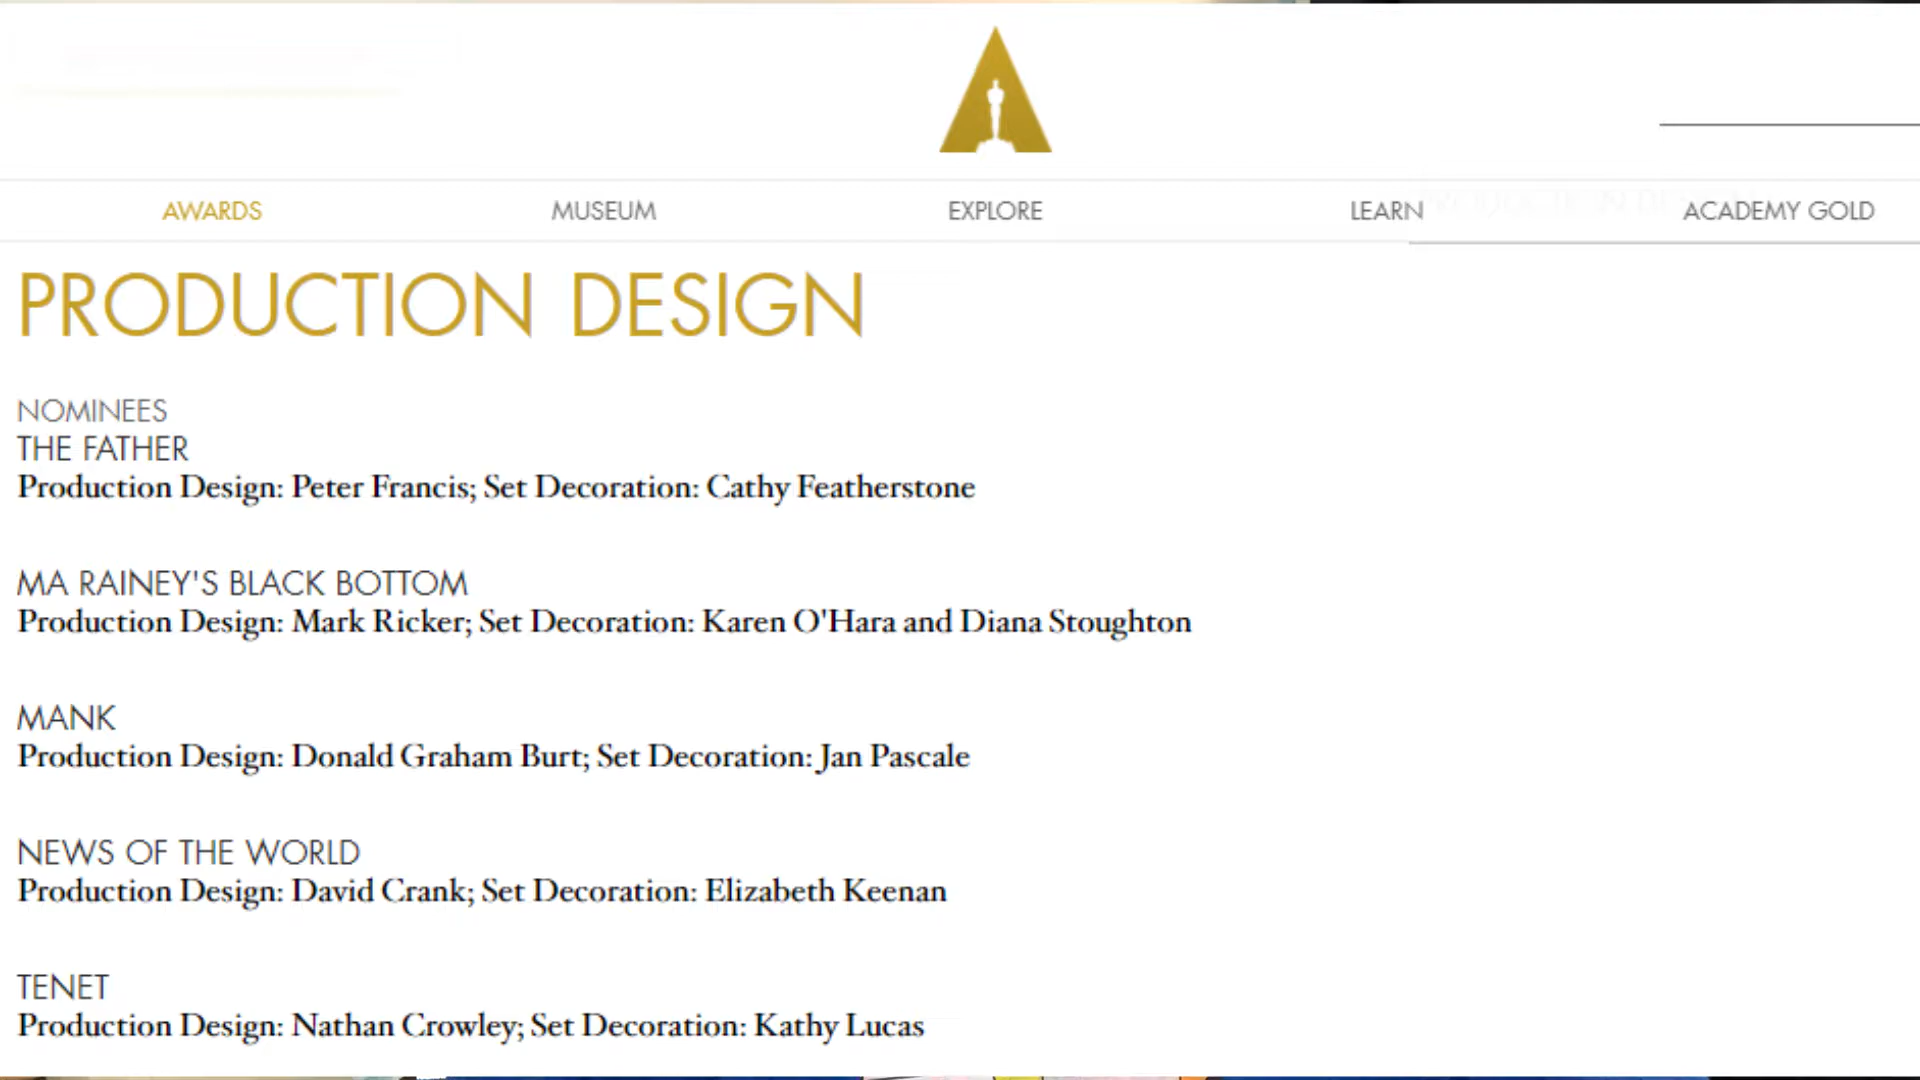 AWARDS MUSEUM EXPLORE LEARN ACADEMY GOLD
PRODUCTION DESIGN
NOMINEES
THE FATHER
Production Design: Peter Francis; Set Decoration: Cathy Featherstone
MA RAINEY'S BLACK BOTTOM
Production Design: Mark Ricker; Set Decoration: Karen O'Hara and Diana Stoughton
MANK
Production Design: Donald Graham Burt; Set Decoration: Jan Pascale
NEWS OF THE WORLD
Production Design: David Crank; Set Decoration: Elizabeth Keenan
TENET
Production Design: Nathan Crowley; Set Decoration: Kathy Lucas